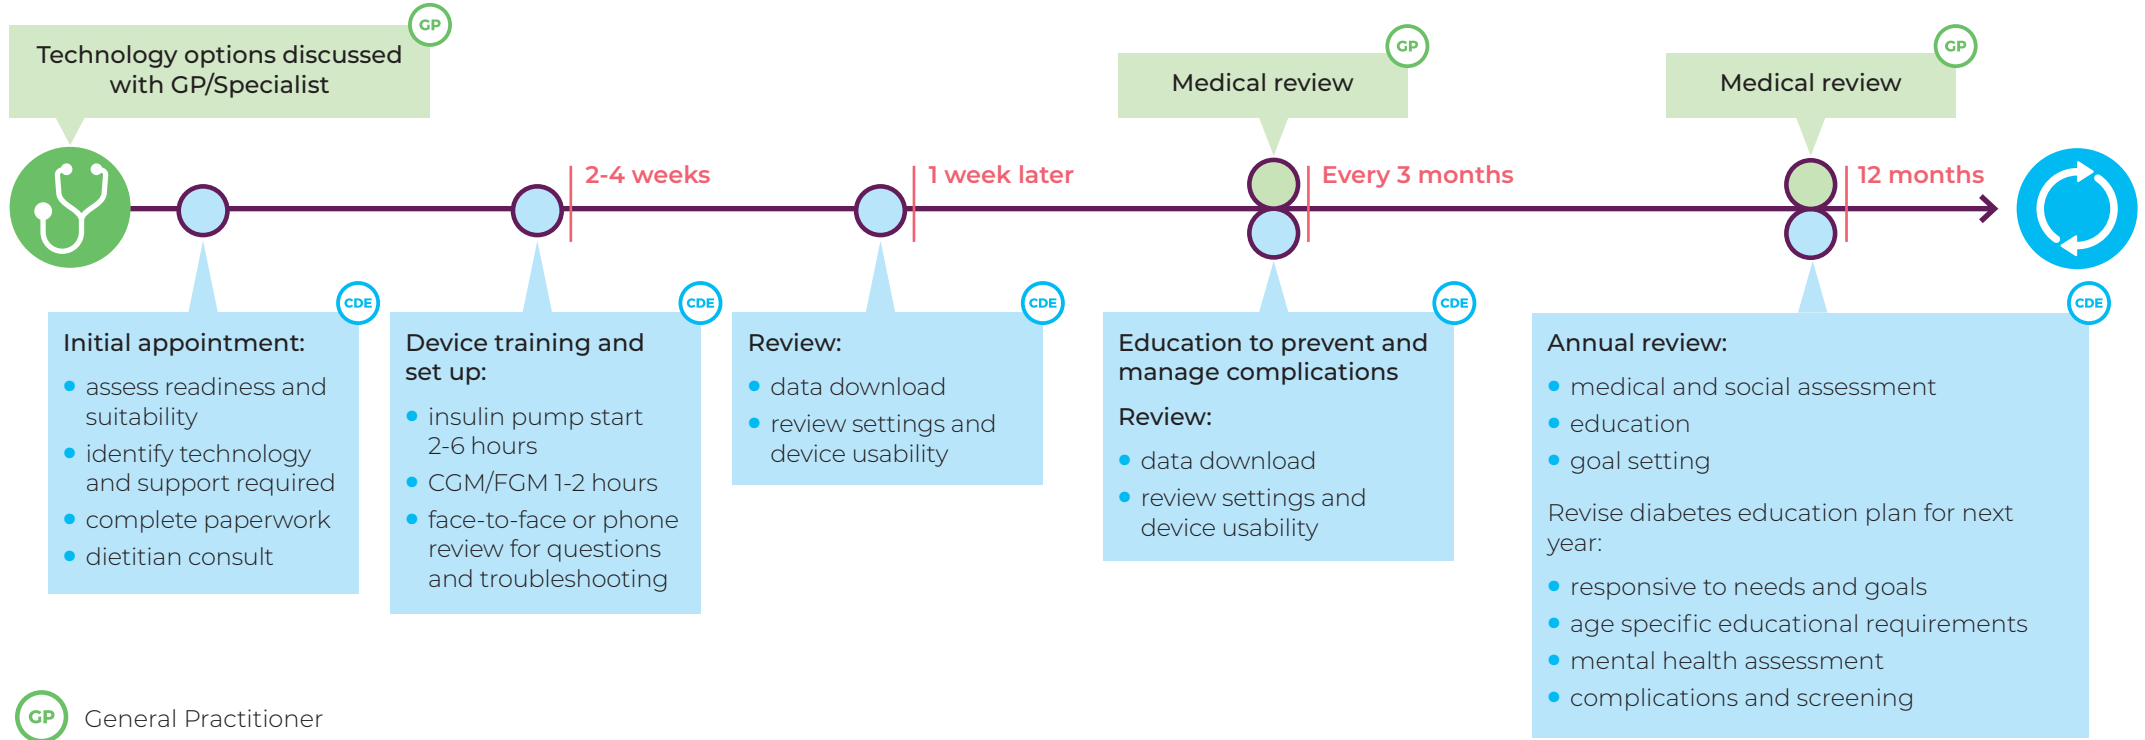 GP
Technology options discussed
with GP/Specialist
GP
Medical review
GP
Medical review
2-4 weeks
1 week later
Every 3 months
12 months
CDE
Initial appointment:
assess readiness and
suitability
identify technology
and support required
complete paperwork
dietitian consult
CDE
Device training and
set up:
insulin pump start
2-6 hours
CGM/FGM 1-2 hours
face-to-face or phone
review for questions
and troubleshooting
CDE
Review:
data download
review settings and
device usability
CDE
Education to prevent and
manage complications
Review:
data download
review settings and
device usability
CDE
Annual review:
medical and social assessment
education
goal setting
Revise diabetes education plan for next
year:
responsive to needs and goals
age specific educational requirements
mental health assessment
complications and screening
GP General Practitioner